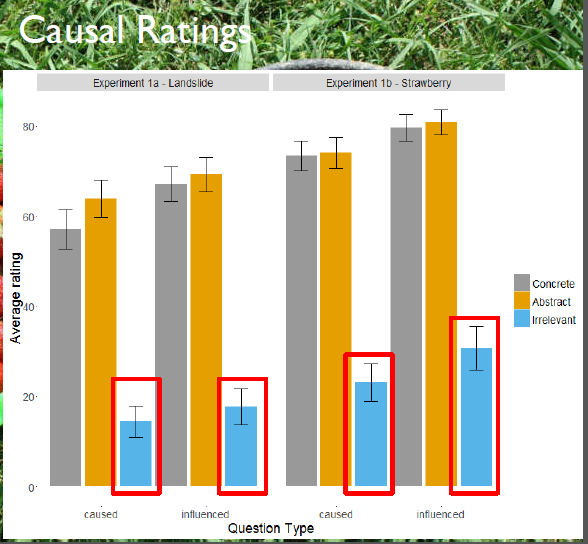 Causal Ratings
Experiment 1a - Landslide
Experiment 1b - Strawberry
Average rating
80
60
40
20
0
caused
influenced
caused
influenced
Question Type
Concrete
Abstract
Irrelevant